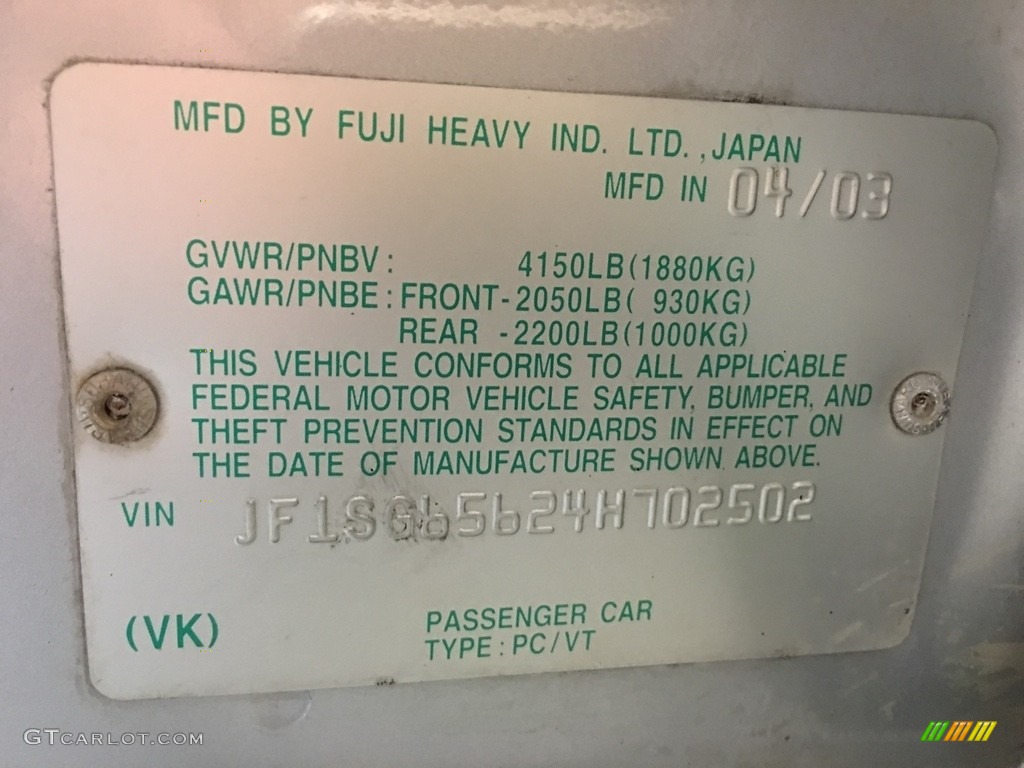 MFD BY FUJI HEAVY IND. LTD., JAPAN
MFD IN 04/03
GVWR/PNBV: 4150LB(1880KG)
GAWR/PNBE: FRONT-2050LB( 930KG)
REAR -2200LB(1000KG)
THIS VEHICLE CONFORMS TO ALL APPLICABLE
FEDERAL MOTOR VEHICLE SAFETY, BUMPER, AND
THEFT PREVENTION STANDARDS IN EFFECT ON
THE DATE OF MANUFACTURE SHOWN ABOVE.
VIN JF1SG65624H702502
(VK) PASSENGER CAR
TYPE: PC/VT
GTCARLOT.COM